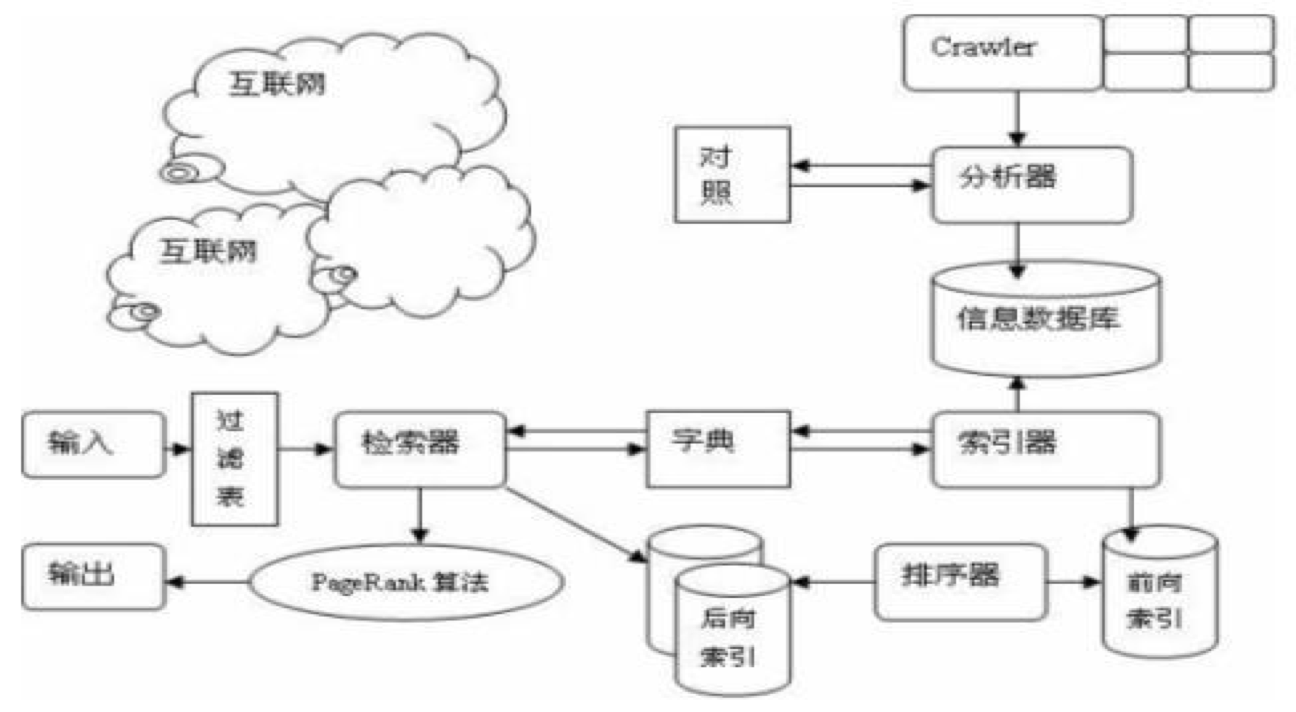 互联网
Crawler
对
照
分析器
互联网
信息数据库
输入
过
滤
表
检索器
字典
索引器
输出
PageRank 算法
后向
索引
排序器
前向
索引